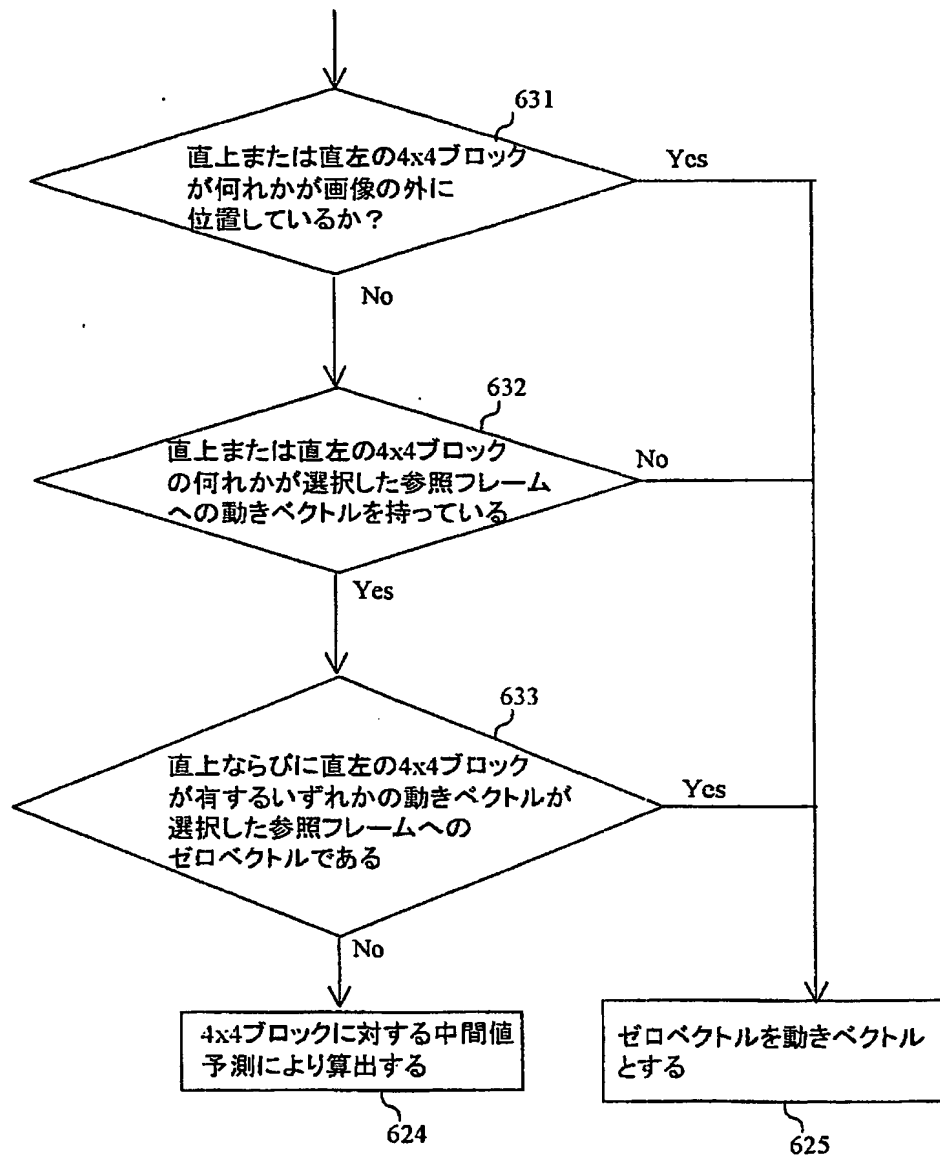 631
直上または直左の4x4ブロック
が何れかが画像の外に
位置しているか?
Yes
No
632
直上または直左の4x4ブロック
の何れかが選択した参照フレーム
への動きベクトルを持っている
No
Yes
633
直上ならびに直左の4x4ブロック
が有するいずれかの動きベクトルが
選択した参照フレームへの
ゼロベクトルである
Yes
No
4x4ブロックに対する中間値
予測により算出する
624
ゼロベクトルを動きベクトル
とする
625